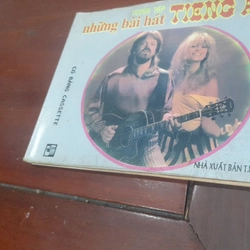 những bài hát
TIẾNG A
CÓ BĂNG CASSETTE
NHÀ XUẤT BẢN T